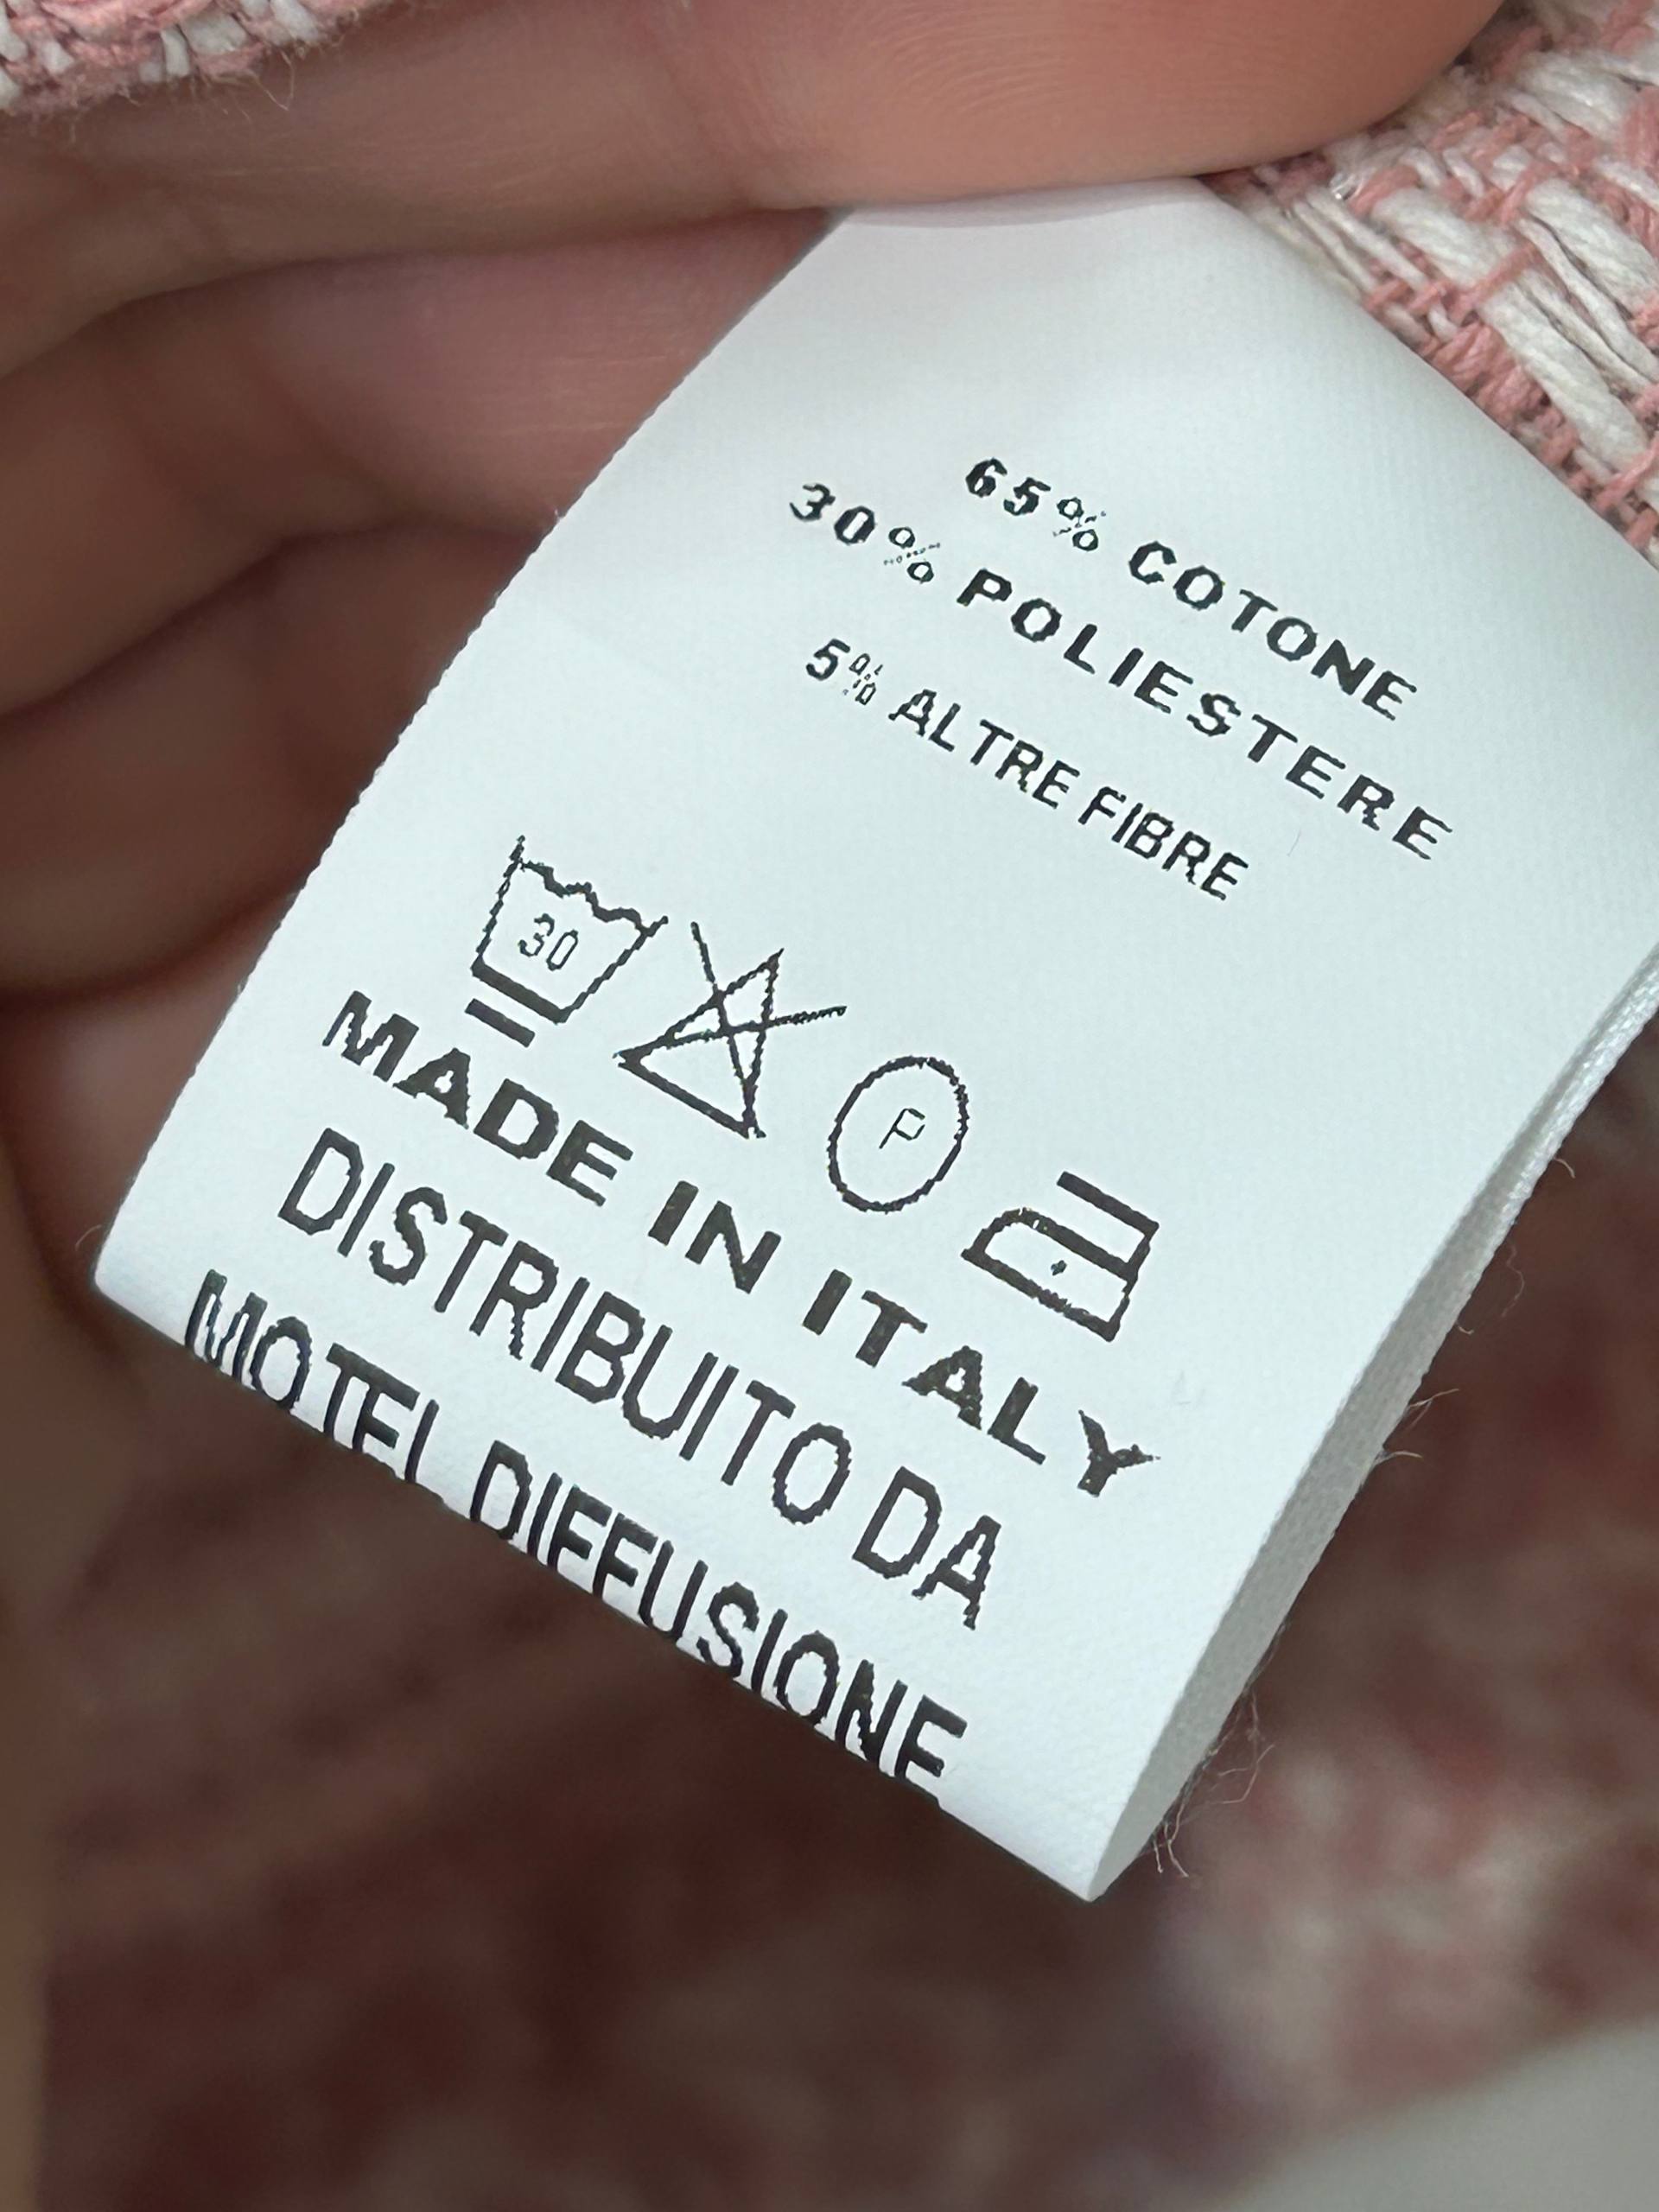 65% COTONE
30% POLIESTERE
5% ALTRE FIBRE
30
P
MADE IN ITALY
DISTRIBUITO DA
MOTEL DIFFUSIONE